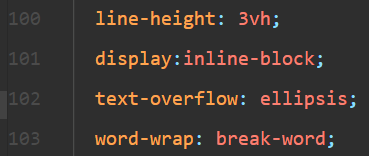 100 line-height: 3vh;
101 display:inline-block;
102 text-overflow: ellipsis;
103 word-wrap: break-word;